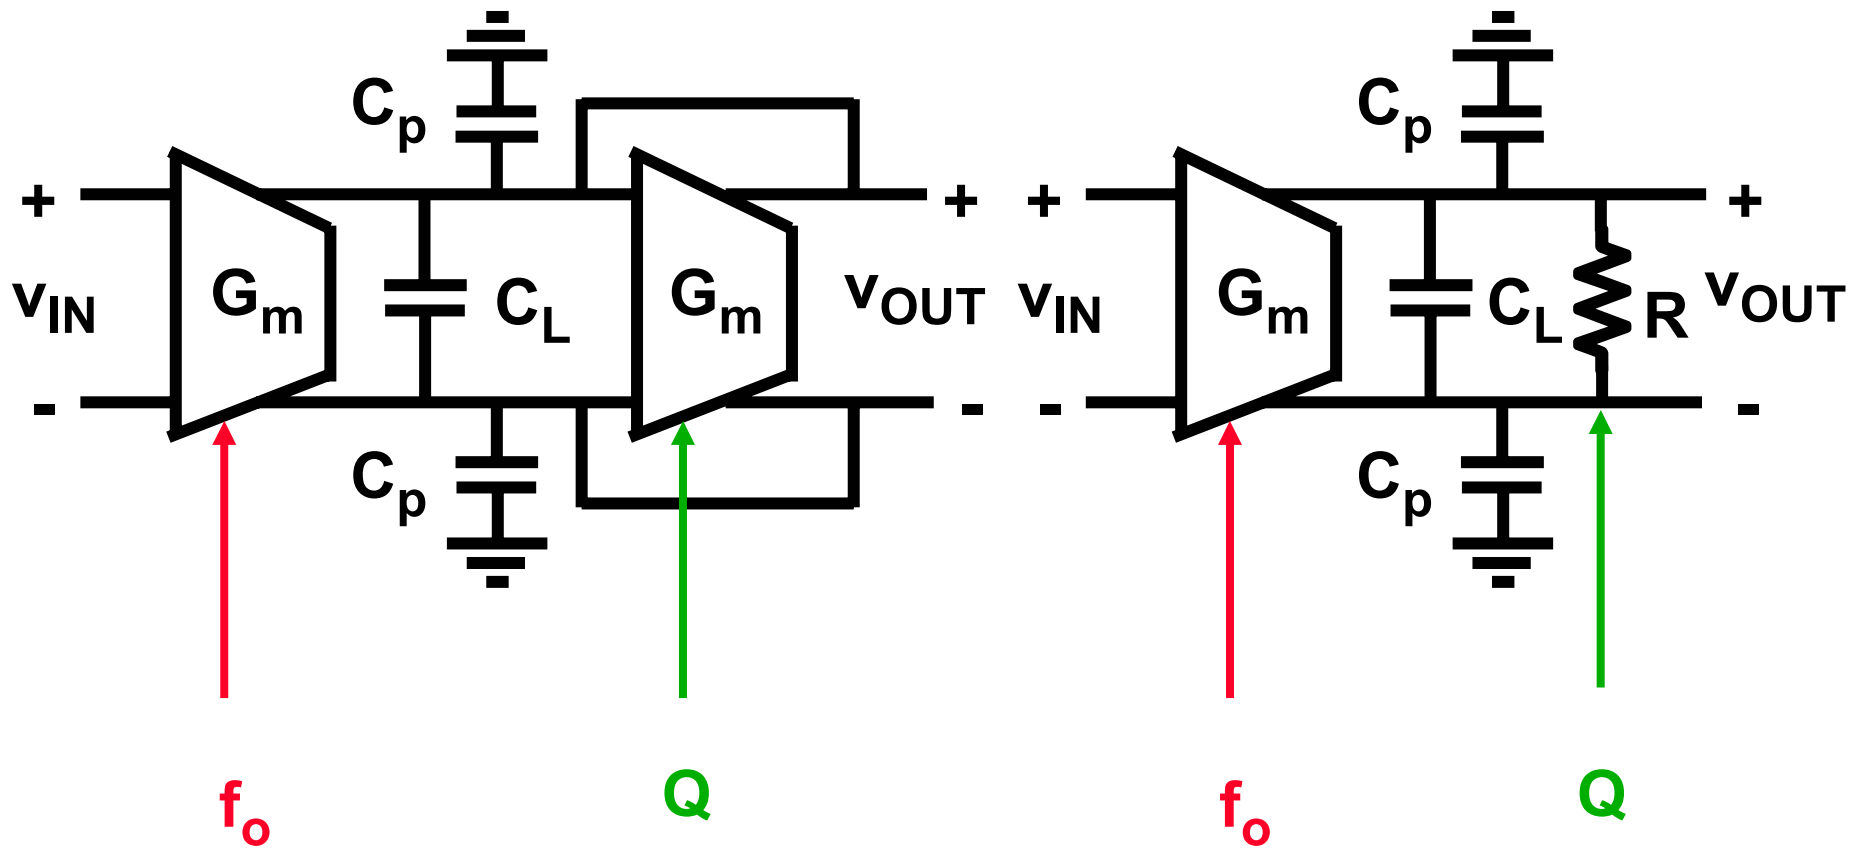 Cp
Cp
+
+
+
+
vIN
Gm
CL
Gm
vOUT
vIN
Gm
CL
R
vOUT
-
-
-
-
Cp
Cp
fo
Q
fo
Q